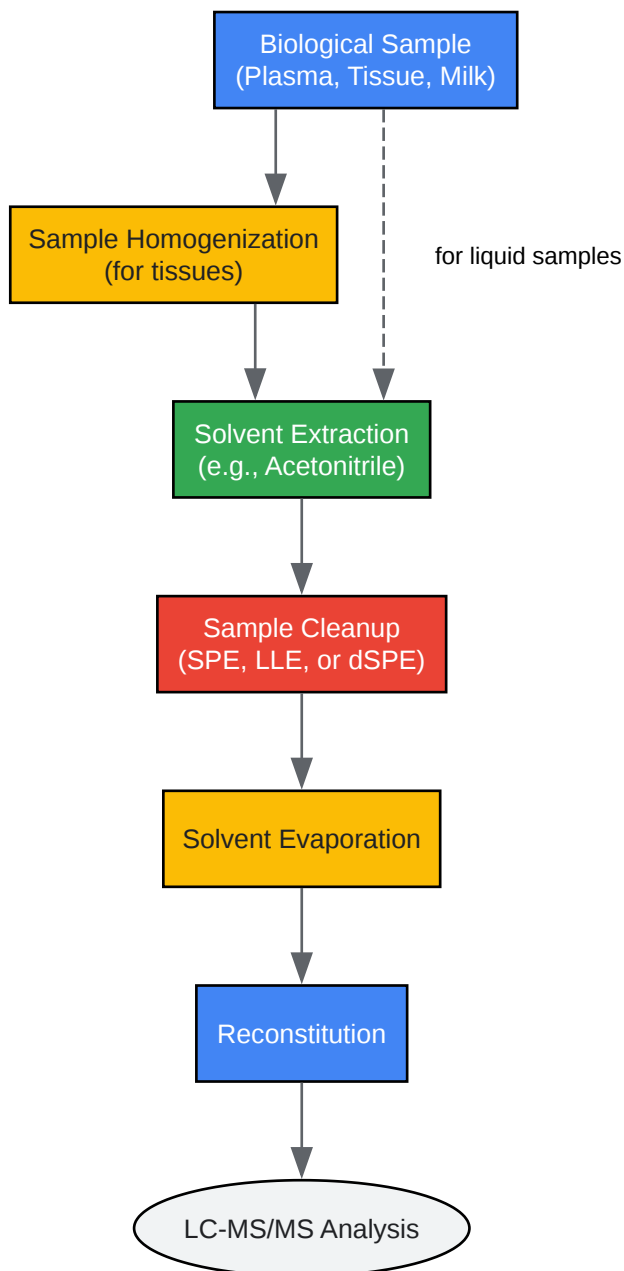 Biological Sample
(Plasma, Tissue, Milk)
Sample Homogenization
(for tissues)
for liquid samples
Solvent Extraction
(e.g., Acetonitrile)
Sample Cleanup
(SPE, LLE, or dSPE)
Solvent Evaporation
Reconstitution
LC-MS/MS Analysis